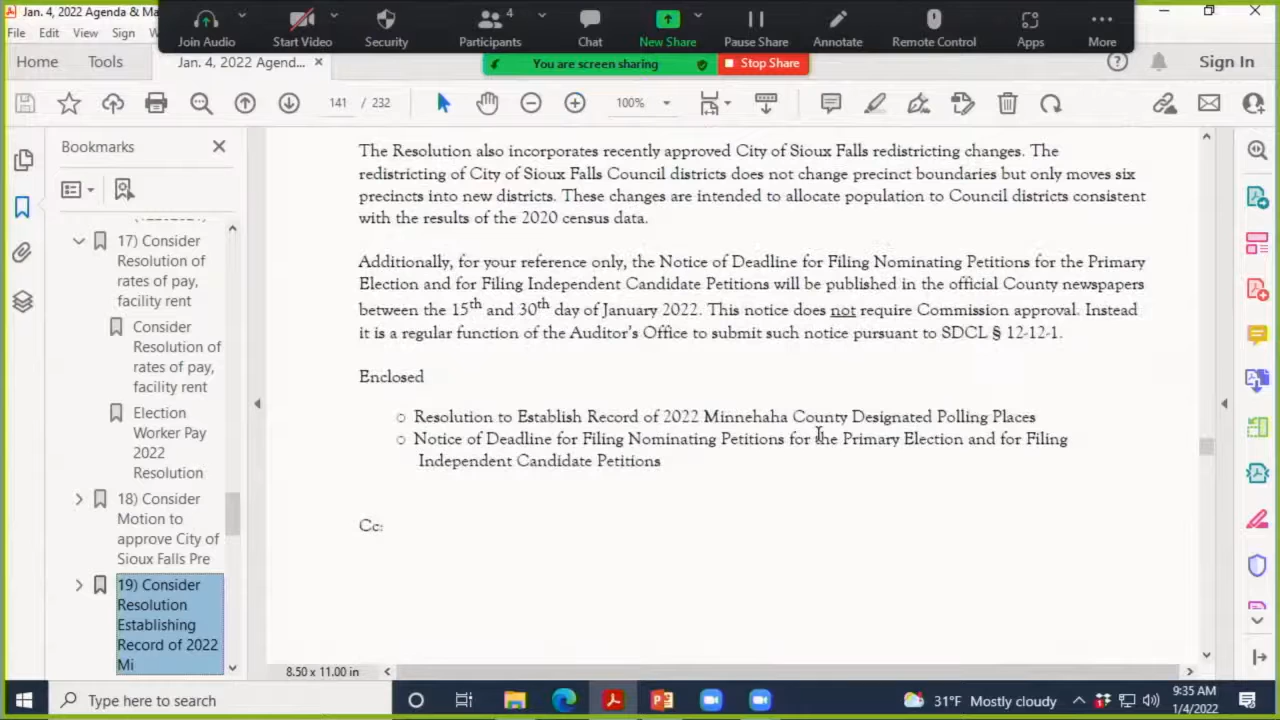 Jan. 4, 2022 Agenda & Ma
File Edit View Sign W
Join Audio Start Video Security Participants 4 Chat New Share Pause Share Annotate Remote Control Apps More
You are screen sharing Stop Share
Home Tools Jan. 4, 2022 Agend... × Sign In
141 / 232 100%
Bookmarks
17) Consider
Resolution of
rates of pay,
facility rent
Consider
Resolution of
rates of pay,
facility rent
Election
Worker Pay
2022
Resolution
18) Consider
Motion to
approve City of
Sioux Falls Pre
19) Consider
Resolution
Establishing
Record of 2022
Mi
The Resolution also incorporates recently approved City of Sioux Falls redistricting changes. The
redistricting of City of Sioux Falls Council districts does not change precinct boundaries but only moves six
precincts into new districts. These changes are intended to allocate population to Council districts consistent
with the results of the 2020 census data.
Additionally, for your reference only, the Notice of Deadline for Filing Nominating Petitions for the Primary
Election and for Filing Independent Candidate Petitions will be published in the official County newspapers
between the 15th and 30th day of January 2022. This notice does not require Commission approval. Instead
it is a regular function of the Auditor's Office to submit such notice pursuant to SDCL § 12-12-1.
Enclosed
○ Resolution to Establish Record of 2022 Minnehaha County Designated Polling Places
○ Notice of Deadline for Filing Nominating Petitions for the Primary Election and for Filing
Independent Candidate Petitions
Cc:
8.50 x 11.00 in
Type here to search
31°F Mostly cloudy
9:35 AM
1/4/2022